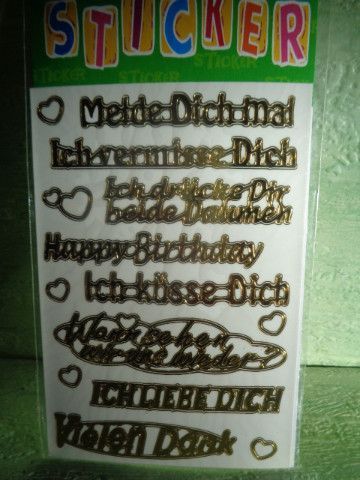 STICKER
STICKER
STICKER
STICKER
Melde Dich mal
Ich vermisse Dich
Ich drücke Dir
beide Daumen
Happy Birthday
Ich küsse Dich
Wann sehen
wir uns wieder?
ICH LIEBE DICH
Vielen Dank